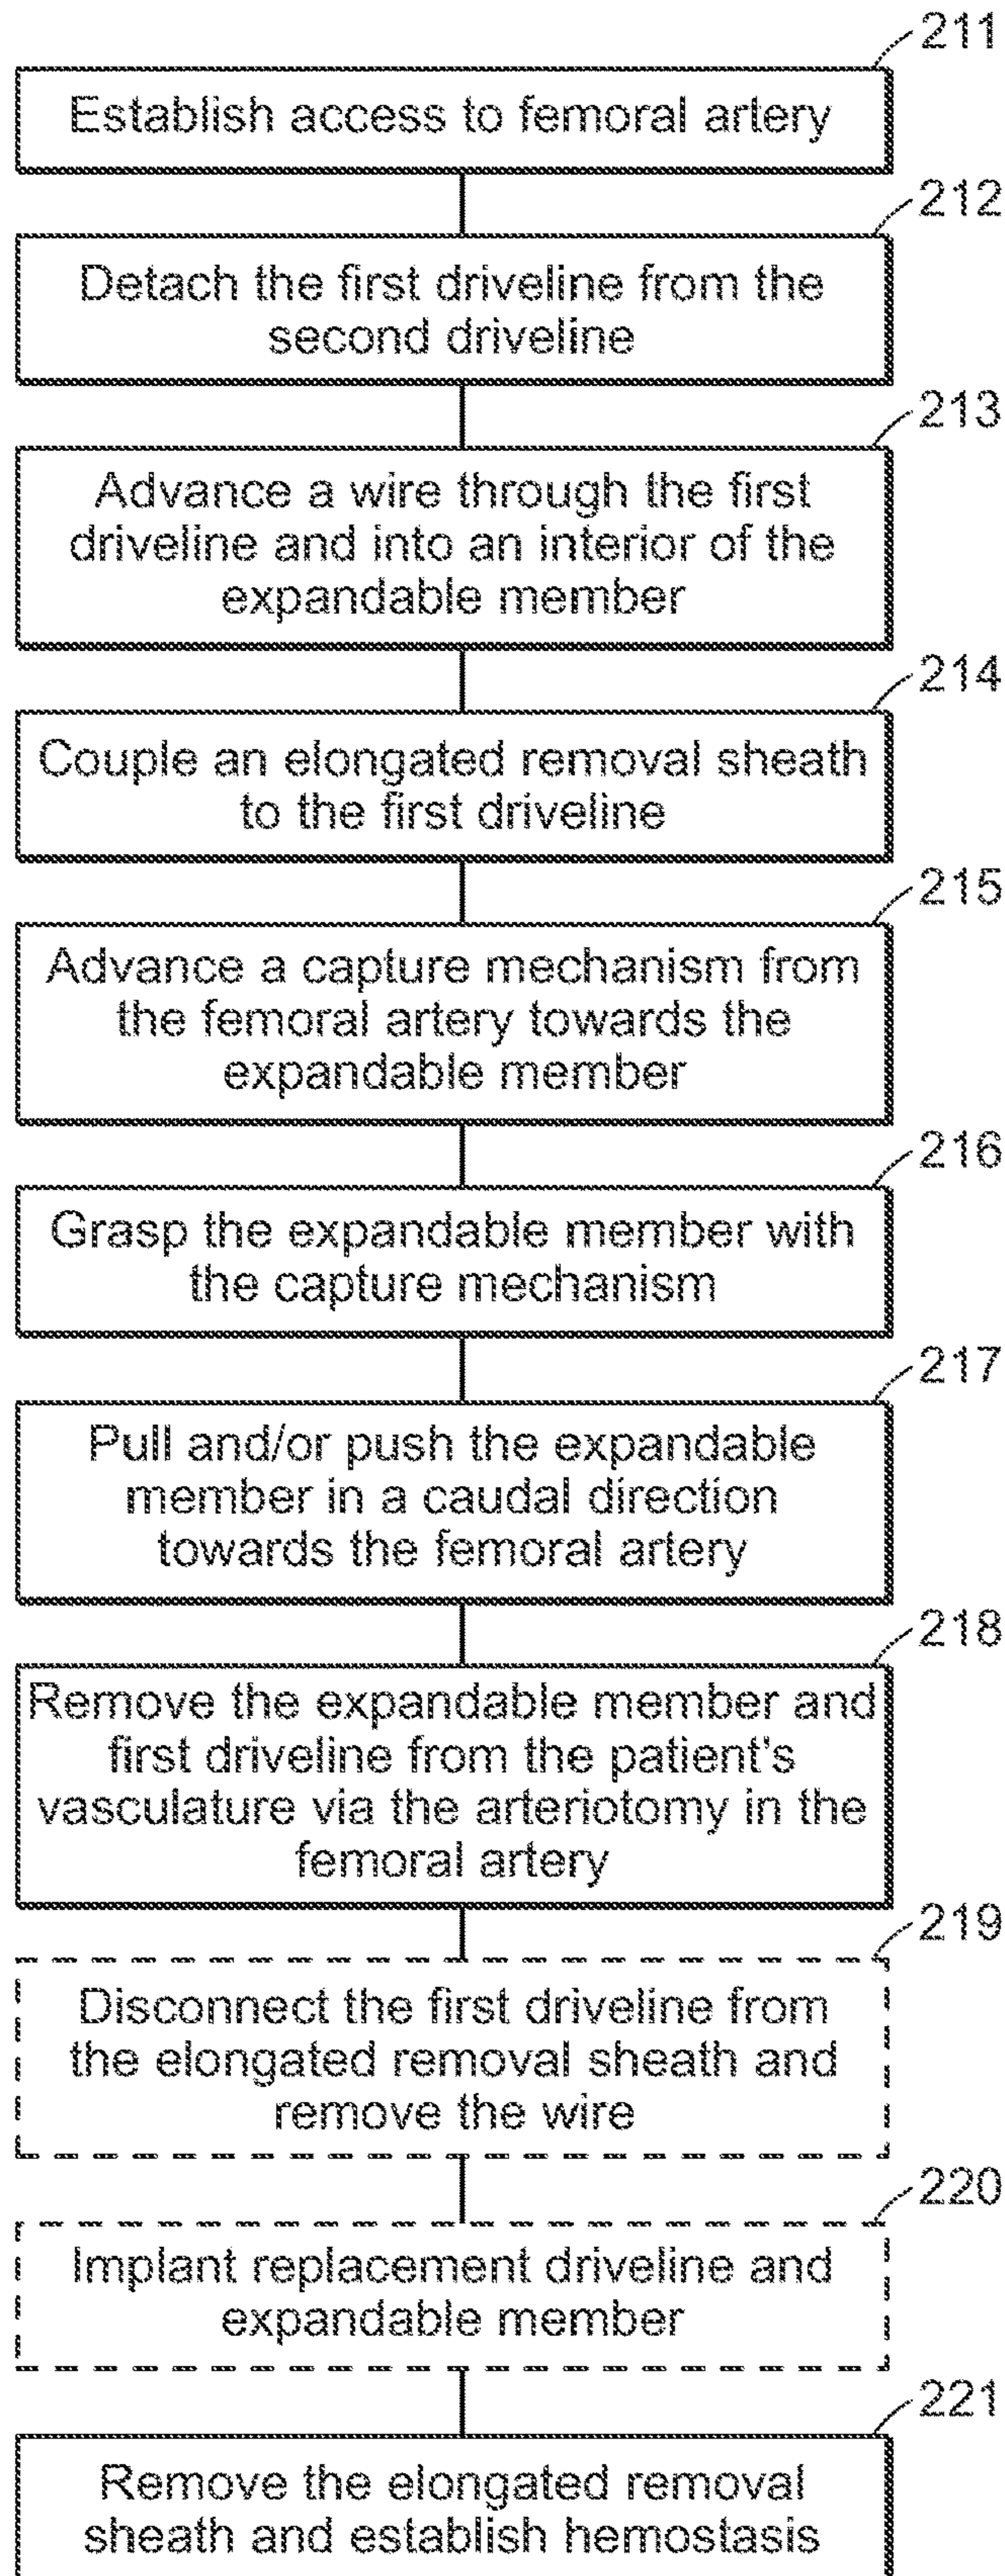 211
Establish access to femoral artery
212
Detach the first driveline from the
second driveline
213
Advance a wire through the first
driveline and into an interior of the
expandable member
214
Couple an elongated removal sheath
to the first driveline
215
Advance a capture mechanism from
the femoral artery towards the
expandable member
216
Grasp the expandable member with
the capture mechanism
217
Pull and/or push the expandable
member in a caudal direction
towards the femoral artery
218
Remove the expandable member and
first driveline from the patient's
vasculature via the arteriotomy in the
femoral artery
219
Disconnect the first driveline from
the elongated removal sheath and
remove the wire
220
Implant replacement driveline and
expandable member
221
Remove the elongated removal
sheath and establish hemostasis